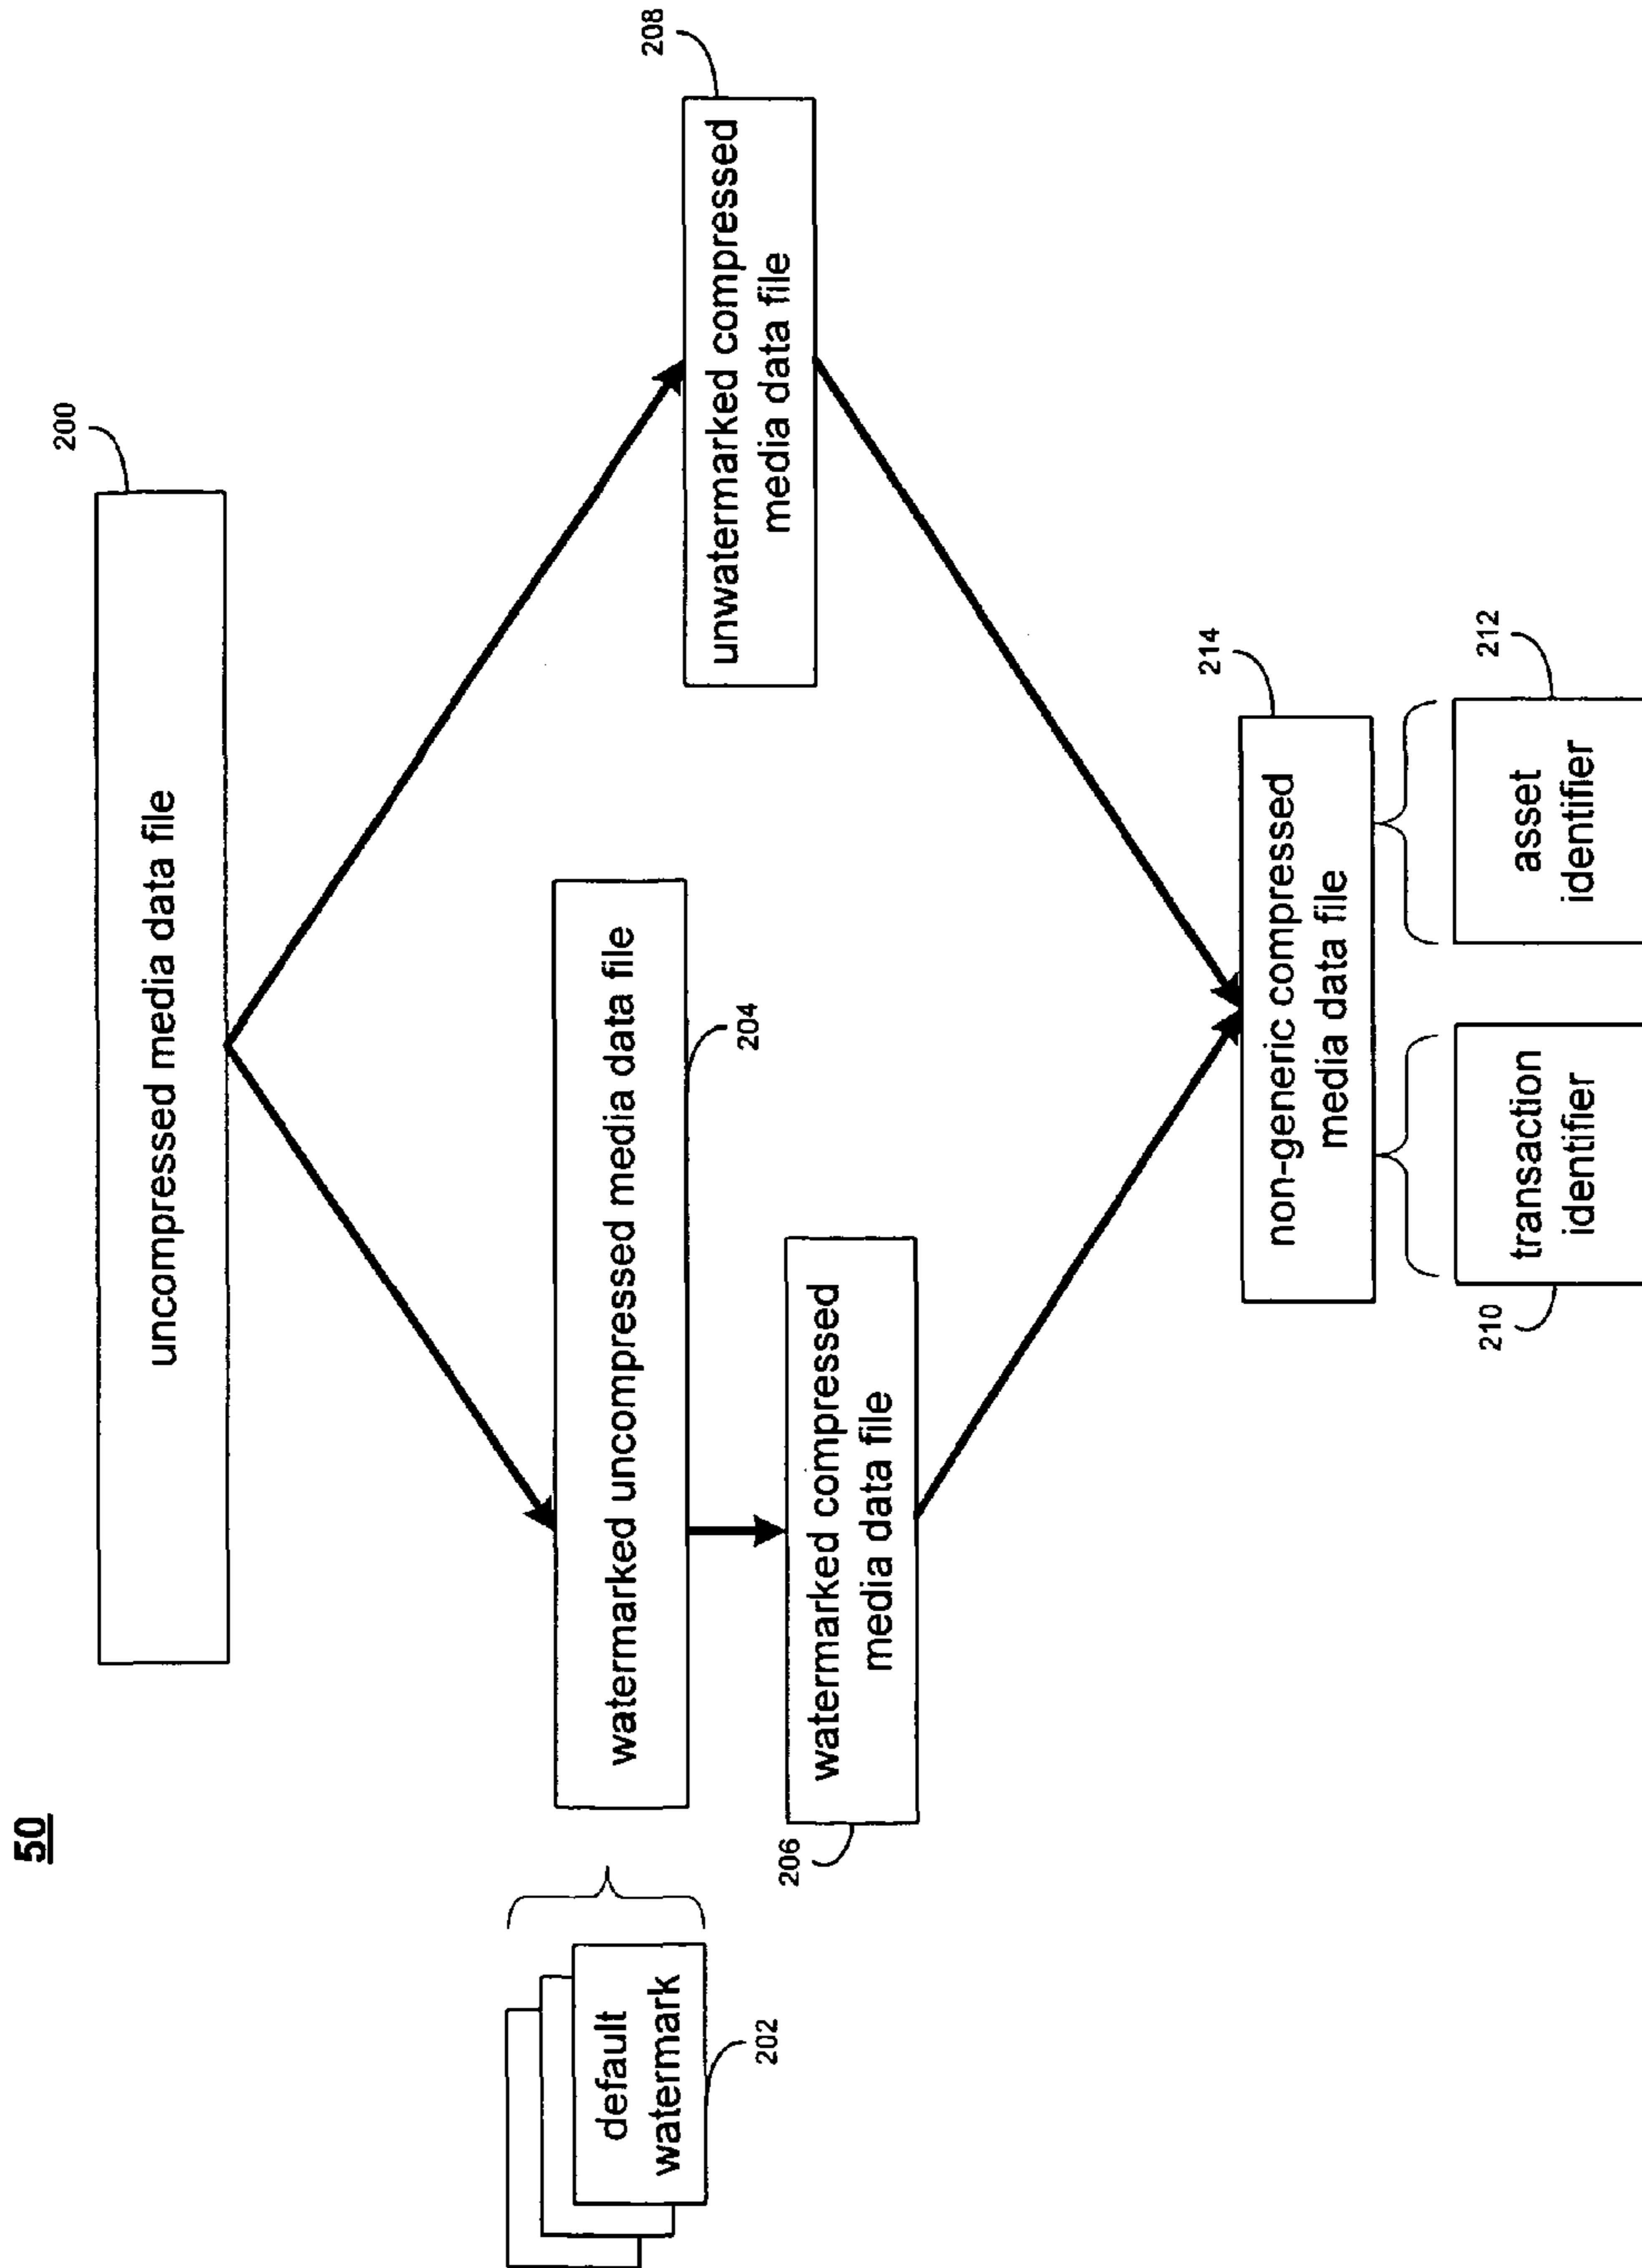 50
200
uncompressed media data file
208
unwatermarked compressed
media data file
default
watermark
202
watermarked uncompressed media data file
204
206
watermarked compressed
media data file
214
non-generic compressed
media data file
210
transaction
identifier
212
asset
identifier